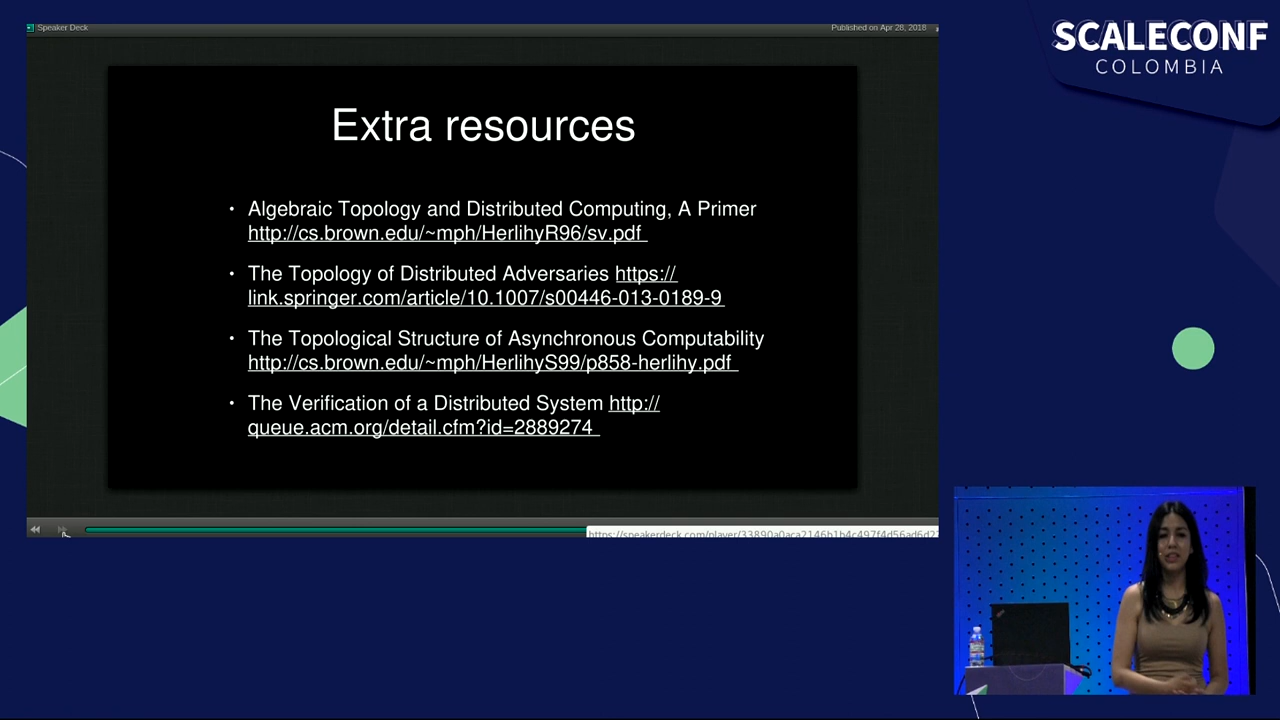 Speaker Deck
Published on Apr 28, 2018
SCALECONF
COLOMBIA
Extra resources
• Algebraic Topology and Distributed Computing, A Primer
http://cs.brown.edu/~mph/HerlihyR96/sv.pdf
• The Topology of Distributed Adversaries https://
link.springer.com/article/10.1007/s00446-013-0189-9
• The Topological Structure of Asynchronous Computability
http://cs.brown.edu/~mph/HerlihyS99/p858-herlihy.pdf
• The Verification of a Distributed System http://
queue.acm.org/detail.cfm?id=2889274